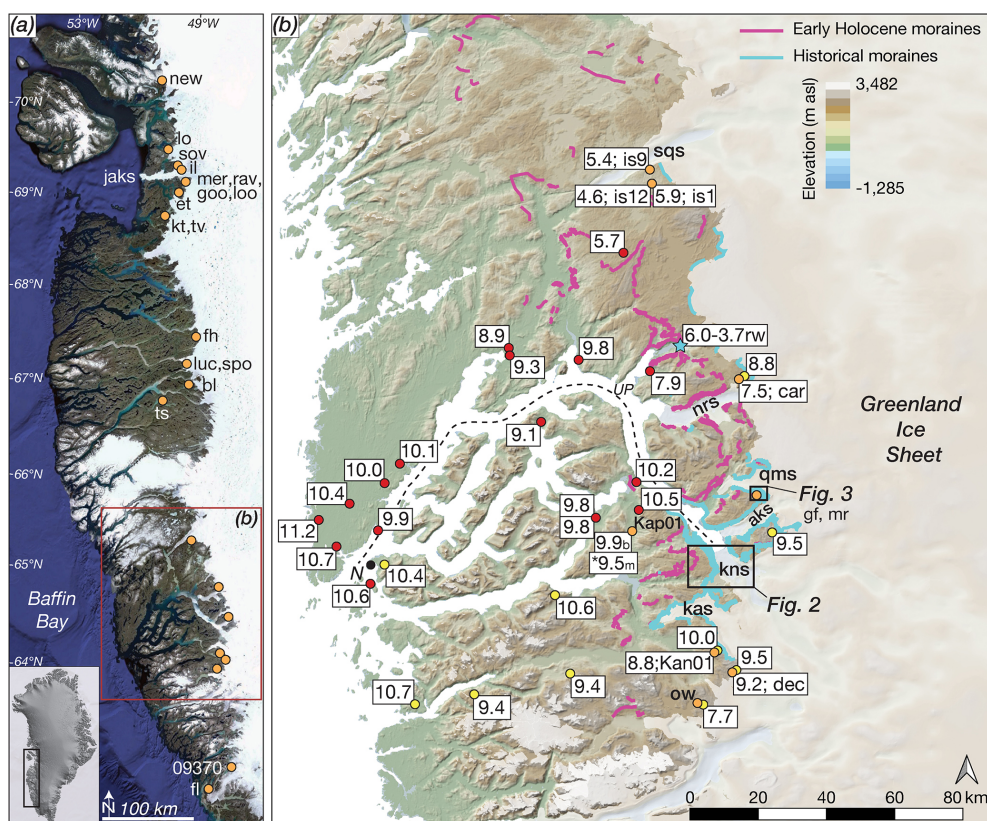 (a)
53°W
49°W
new
70°N
lo
sov
il
jaks
mer,rav,
goo,loo
69°N
et
kt,tv
68°N
fh
luc,spo
67°N
bl
ts
66°N
(b)
65°N
Baffin
Bay
64°N
09370
fl
N
100 km
(b)
Early Holocene moraines
Historical moraines
Elevation (m asl)
3,482
-1,285
sqs
5.4; is9
4.6; is12
5.9; is1
5.7
6.0-3.7rw
8.9
9.3
9.8
7.9
8.8
7.5; car
UP
nrs
9.1
Greenland
Ice
Sheet
10.1
10.0
10.2
qms
Fig. 3
gf, mr
10.4
10.5
aks
9.8
9.8
Kap01
11.2
9.9
9.9b
9.5
10.7
*9.5m
N
10.4
kns
10.6
10.6
Fig. 2
kas
10.0
8.8;Kan01
9.5
9.4
9.2; dec
10.7
9.4
ow
7.7
0 20 40 60 80 km